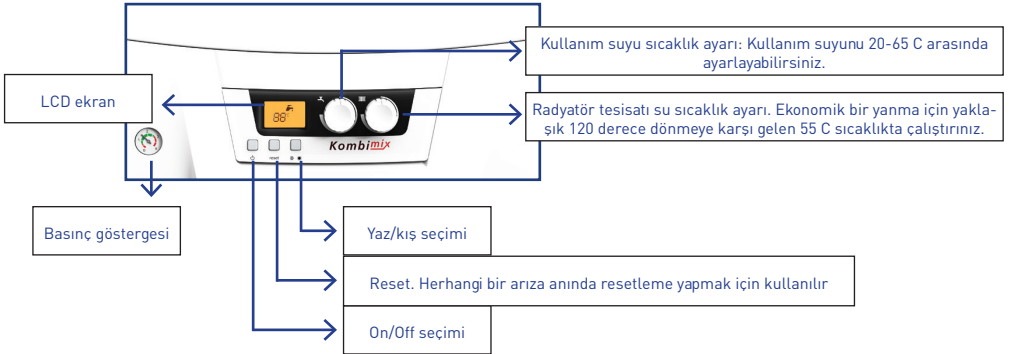 Kullanım suyu sıcaklık ayarı: Kullanım suyunu 20-65 C arasında
ayarlayabilirsiniz.
LCD ekran
Radyatör tesisatı su sıcaklık ayarı. Ekonomik bir yanma için yakla-
şık 120 derece dönmeye karşı gelen 55 C sıcaklıkta çalıştırınız.
88°
Kombimix
reset
Basınç göstergesi
Yaz/kış seçimi
Reset. Herhangi bir arıza anında resetleme yapmak için kullanılır
On/Off seçimi